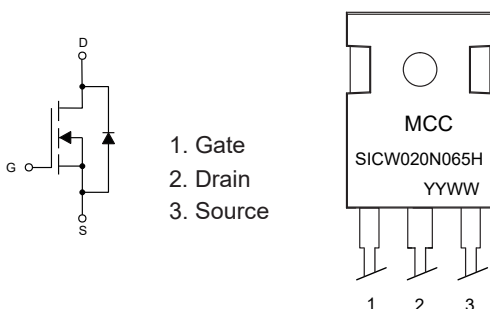 D
G
S
1. Gate
2. Drain
3. Source
MCC
SICW020N065H
YYWW
1 2 3